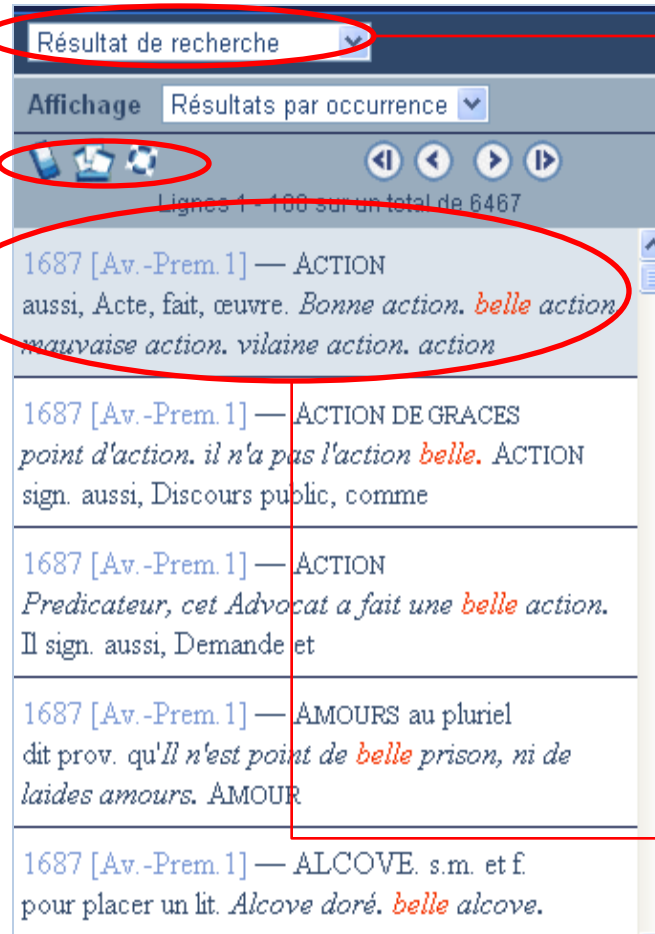 Résultat de recherche
Affichage Résultats par occurrence
Lignes 1 - 100 sur un total de 6467
1687 [Av.-Prem.1] — ACTION
aussi, Acte, fait, œuvre. Bonne action. belle action.
mauvaise action. vilaine action. action
1687 [Av.-Prem.1] — ACTION DE GRACES
point d'action. il n'a pas l'action belle. ACTION
sign. aussi, Discours public, comme
1687 [Av.-Prem.1] — ACTION
Predicateur, cet Advocat a fait une belle action.
Il sign. aussi, Demande et
1687 [Av.-Prem.1] — AMOURS au pluriel
dit prov. qu'Il n'est point de belle prison, ni de
laides amours. AMOUR
1687 [Av.-Prem.1] — ALCOVE. s.m. et f.
pour placer un lit. Alcove doré. belle alcove.